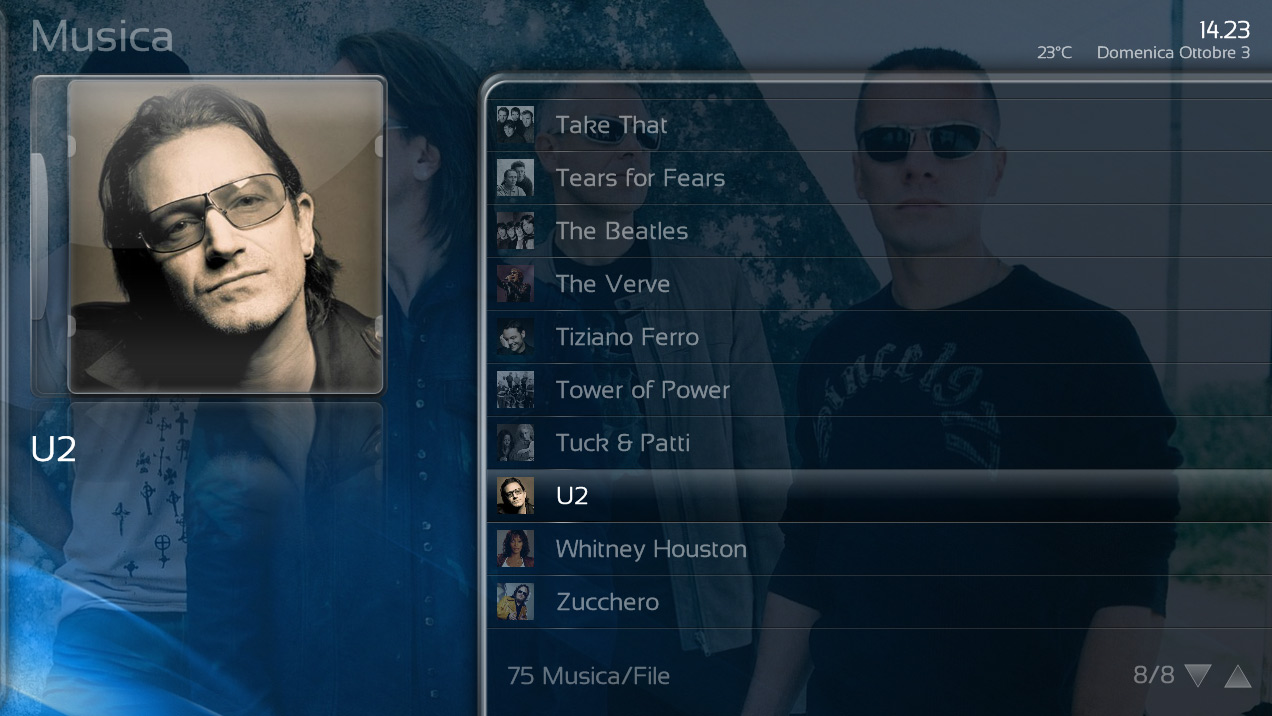 Musica
14.23
23°C Domenica Ottobre 3
U2
Take That
Tears for Fears
The Beatles
The Verve
Tiziano Ferro
Tower of Power
Tuck & Patti
U2
Whitney Houston
Zucchero
75 Musica/File
8/8